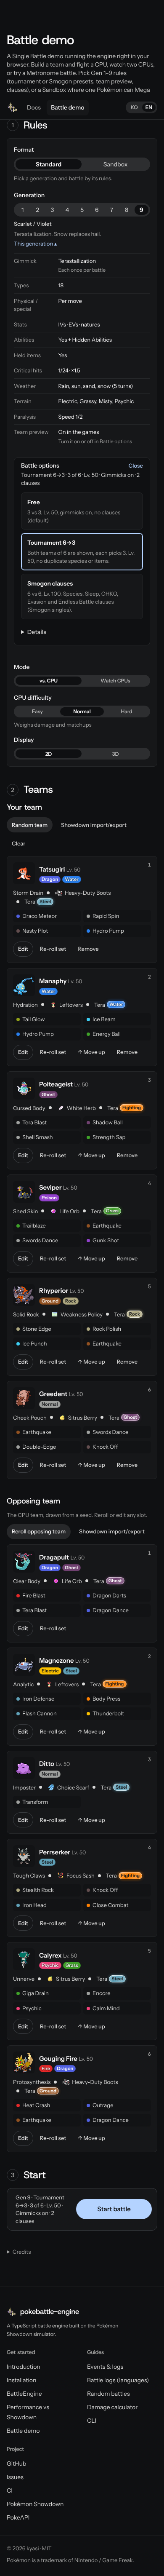 Battle demo
A Single Battle demo running the engine right in your
browser. Build a team and fight a CPU, watch two CPUs,
or try a Metronome battle. Pick Gen 1–9 rules
(Tournament or Smogon presets, team preview,
clauses), or a Sandbox where one Pokémon can Mega
Docs
Battle demo
KO EN
1 Rules
Format
Standard Sandbox
Pick a generation and battle by its rules.
Generation
1 2 3 4 5 6 7 8 9
Scarlet / Violet
Terastallization. Snow replaces hail.
This generation ▴
Gimmick Terastallization
Each once per battle
Types 18
Physical / special Per move
Stats IVs · EVs · natures
Abilities Yes + Hidden Abilities
Held items Yes
Critical hits 1/24 · ×1.5
Weather Rain, sun, sand, snow (5 turns)
Terrain Electric, Grassy, Misty, Psychic
Paralysis Speed 1/2
Team preview On in the games
Turn it on or off in Battle options
Battle options Close
Tournament 6→3 · 3 of 6 · Lv. 50 · Gimmicks on · 2
clauses
Free
3 vs 3, Lv. 50, gimmicks on, no clauses
(default)
Tournament 6→3
Both teams of 6 are shown, each picks 3. Lv.
50, no duplicate species or items.
Smogon clauses
6 vs 6, Lv. 100. Species, Sleep, OHKO,
Evasion and Endless Battle clauses
(Smogon singles).
▸ Details
Mode
vs. CPU Watch CPUs
CPU difficulty
Easy Normal Hard
Weighs damage and matchups
Display
2D 3D
2 Teams
Your team
Random team Showdown import/export
Clear
Tatsugiri Lv. 50 1
Dragon Water
Storm Drain Heavy-Duty Boots
Tera Steel
Draco Meteor Rapid Spin
Nasty Plot Hydro Pump
Edit Re-roll set Remove
Manaphy Lv. 50 2
Water
Hydration Leftovers Tera Water
Tail Glow Ice Beam
Hydro Pump Energy Ball
Edit Re-roll set ↑ Move up Remove
Polteageist Lv. 50 3
Ghost
Cursed Body White Herb Tera Fighting
Tera Blast Shadow Ball
Shell Smash Strength Sap
Edit Re-roll set ↑ Move up Remove
Seviper Lv. 50 4
Poison
Shed Skin Life Orb Tera Grass
Trailblaze Earthquake
Swords Dance Gunk Shot
Edit Re-roll set ↑ Move up Remove
Rhyperior Lv. 50 5
Ground Rock
Solid Rock Weakness Policy Tera Rock
Stone Edge Rock Polish
Ice Punch Earthquake
Edit Re-roll set ↑ Move up Remove
Greedent Lv. 50 6
Normal
Cheek Pouch Sitrus Berry Tera Ghost
Earthquake Swords Dance
Double-Edge Knock Off
Edit Re-roll set ↑ Move up Remove
Opposing team
The CPU team, drawn from a seed. Reroll or edit any slot.
Reroll opposing team Showdown import/export
Dragapult Lv. 50 1
Dragon Ghost
Clear Body Life Orb Tera Ghost
Fire Blast Dragon Darts
Tera Blast Dragon Dance
Edit Re-roll set
Magnezone Lv. 50 2
Electric Steel
Analytic Leftovers Tera Fighting
Iron Defense Body Press
Flash Cannon Thunderbolt
Edit Re-roll set ↑ Move up
Ditto Lv. 50 3
Normal
Imposter Choice Scarf Tera Steel
Transform
Edit Re-roll set ↑ Move up
Perrserker Lv. 50 4
Steel
Tough Claws Focus Sash Tera Fighting
Stealth Rock Knock Off
Iron Head Close Combat
Edit Re-roll set ↑ Move up
Calyrex Lv. 50 5
Psychic Grass
Unnerve Sitrus Berry Tera Steel
Giga Drain Encore
Psychic Calm Mind
Edit Re-roll set ↑ Move up
Gouging Fire Lv. 50 6
Fire Dragon
Protosynthesis Heavy-Duty Boots
Tera Ground
Heat Crash Outrage
Earthquake Dragon Dance
Edit Re-roll set ↑ Move up
3 Start
Gen 9 · Tournament
6→3 · 3 of 6 · Lv. 50 ·
Gimmicks on · 2
clauses
Start battle
▸ Credits
pokebattle-engine
A TypeScript battle engine built on the Pokémon
Showdown simulator.
Get started
Introduction
Installation
BattleEngine
Performance vs
Showdown
Battle demo
Guides
Events & logs
Battle logs (languages)
Random battles
Damage calculator
CLI
Project
GitHub
Issues
CI
Pokémon Showdown
PokeAPI
© 2026 kyasi · MIT
Pokémon is a trademark of Nintendo / Game Freak.